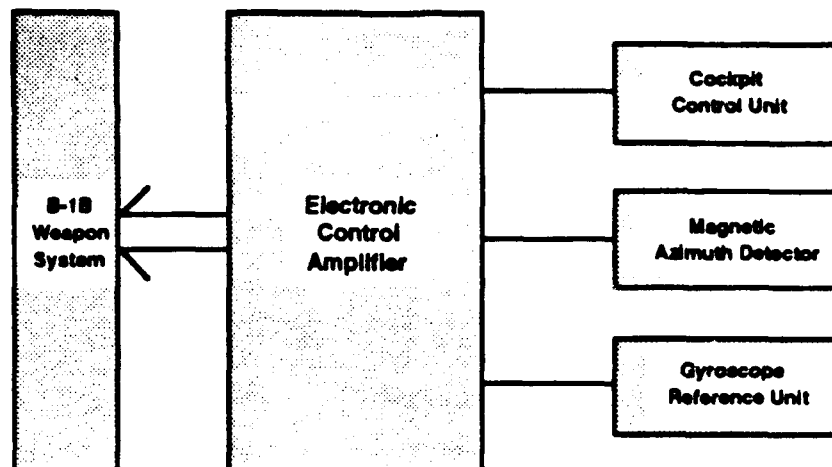 B-1B
Weapon
System
Electronic
Control
Amplifier
Cockpit
Control Unit
Magnetic
Azimuth Detector
Gyroscope
Reference Unit